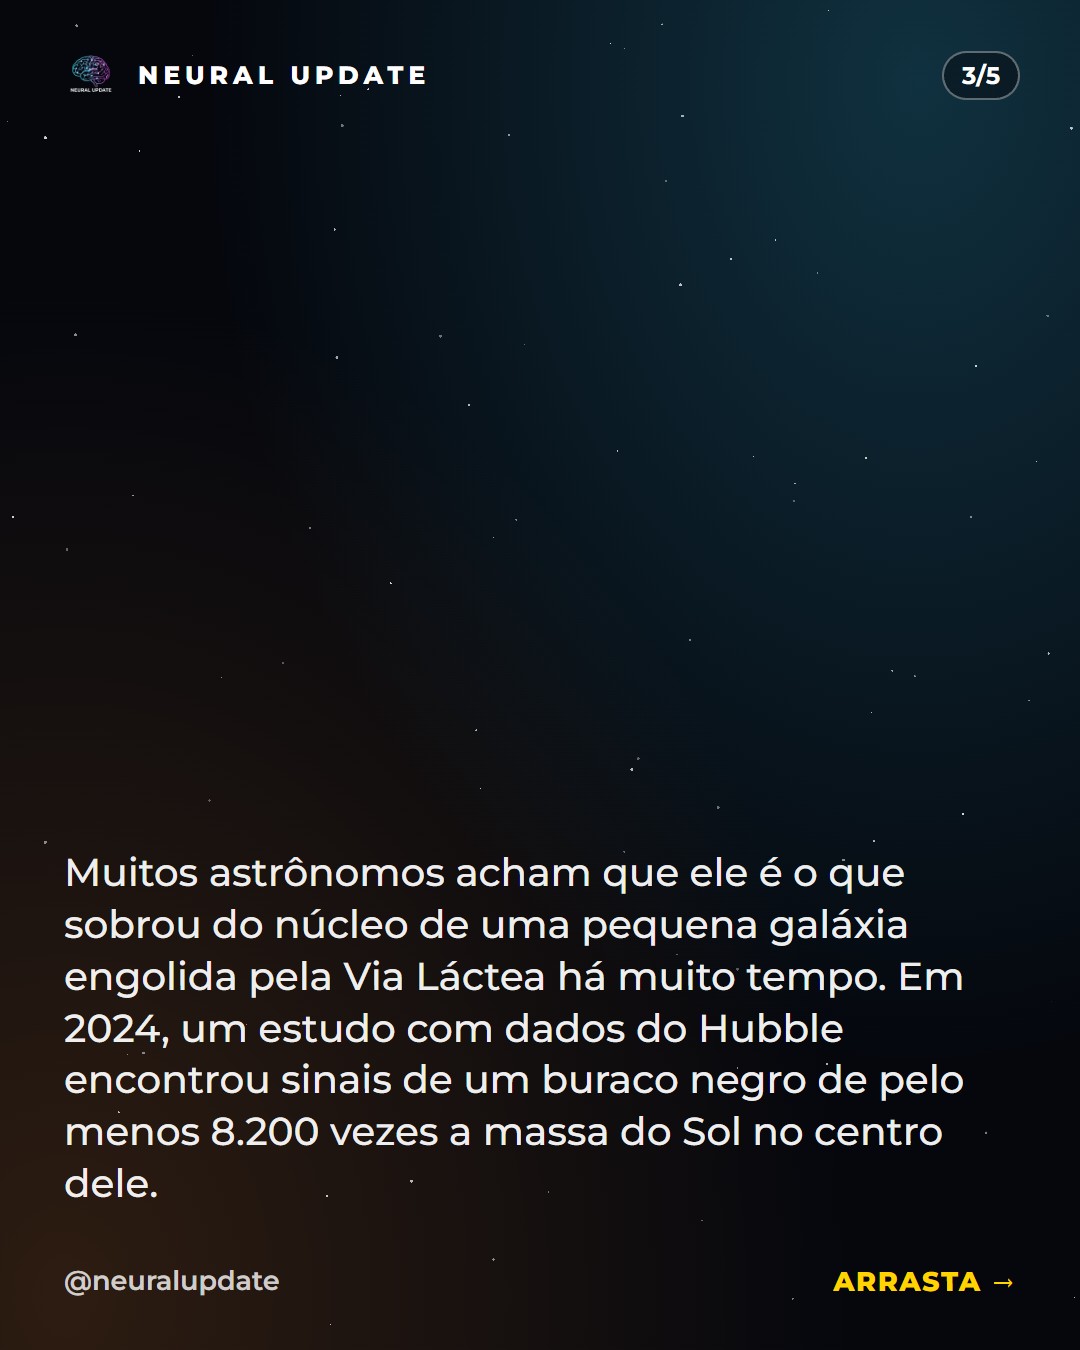 NEURAL UPDATE
NEURAL UPDATE
3/5
Muitos astrônomos acham que ele é o que
sobrou do núcleo de uma pequena galáxia
engolida pela Via Láctea há muito tempo. Em
2024, um estudo com dados do Hubble
encontrou sinais de um buraco negro de pelo
menos 8.200 vezes a massa do Sol no centro
dele.
@neuralupdate
ARRASTA →